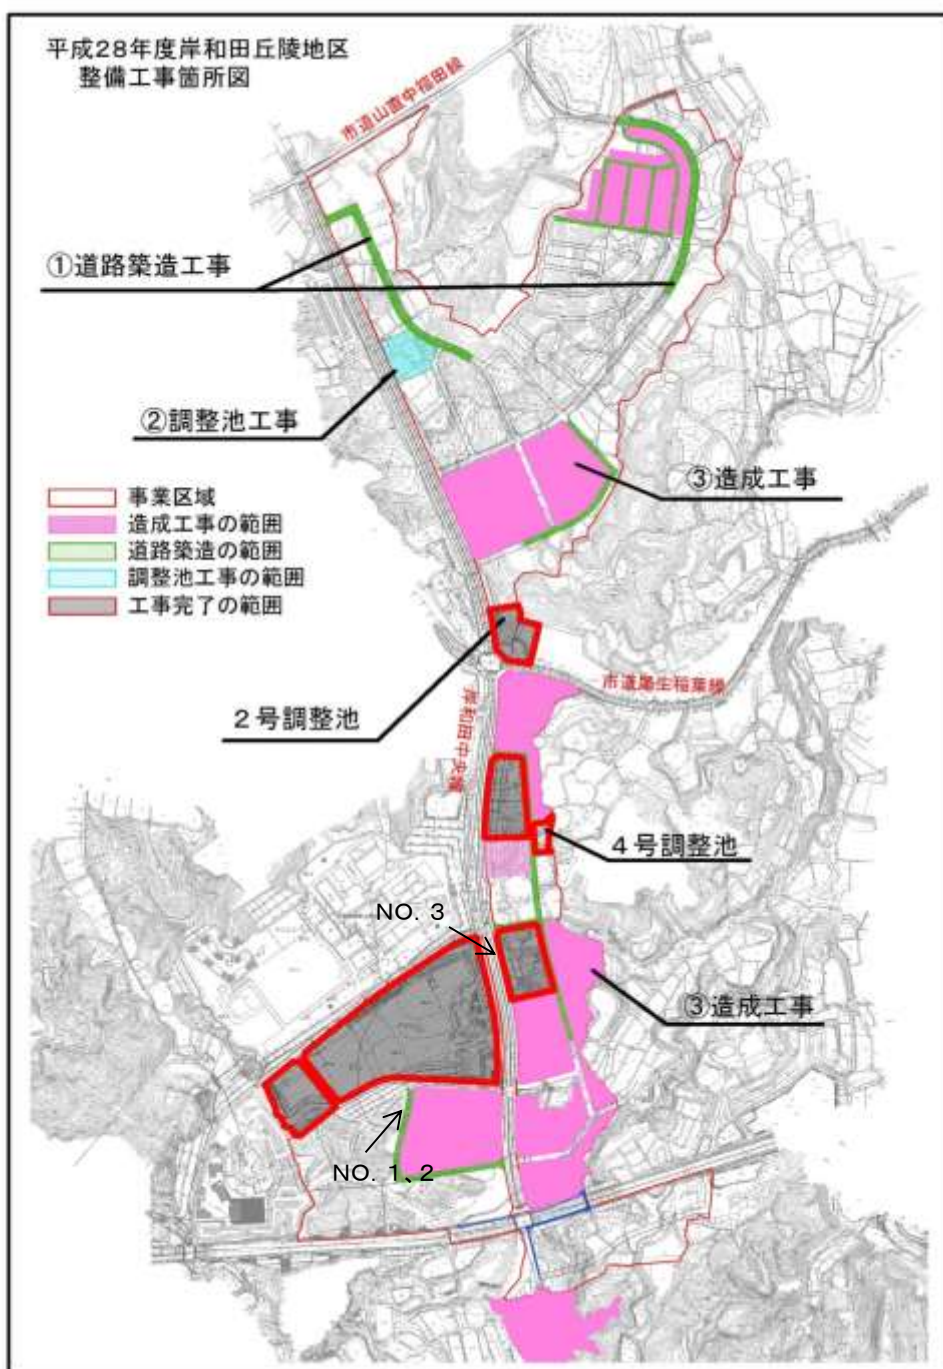 平成28年度岸和田丘陵地区
整備工事箇所図
市道山直中稲田線
①道路築造工事
②調整池工事
③造成工事
事業区域
造成工事の範囲
道路築造の範囲
調整池工事の範囲
工事完了の範囲
市道尾生稲葉線
2号調整池
岸和田中央線
4号調整池
NO. 3
③造成工事
NO. 1、2